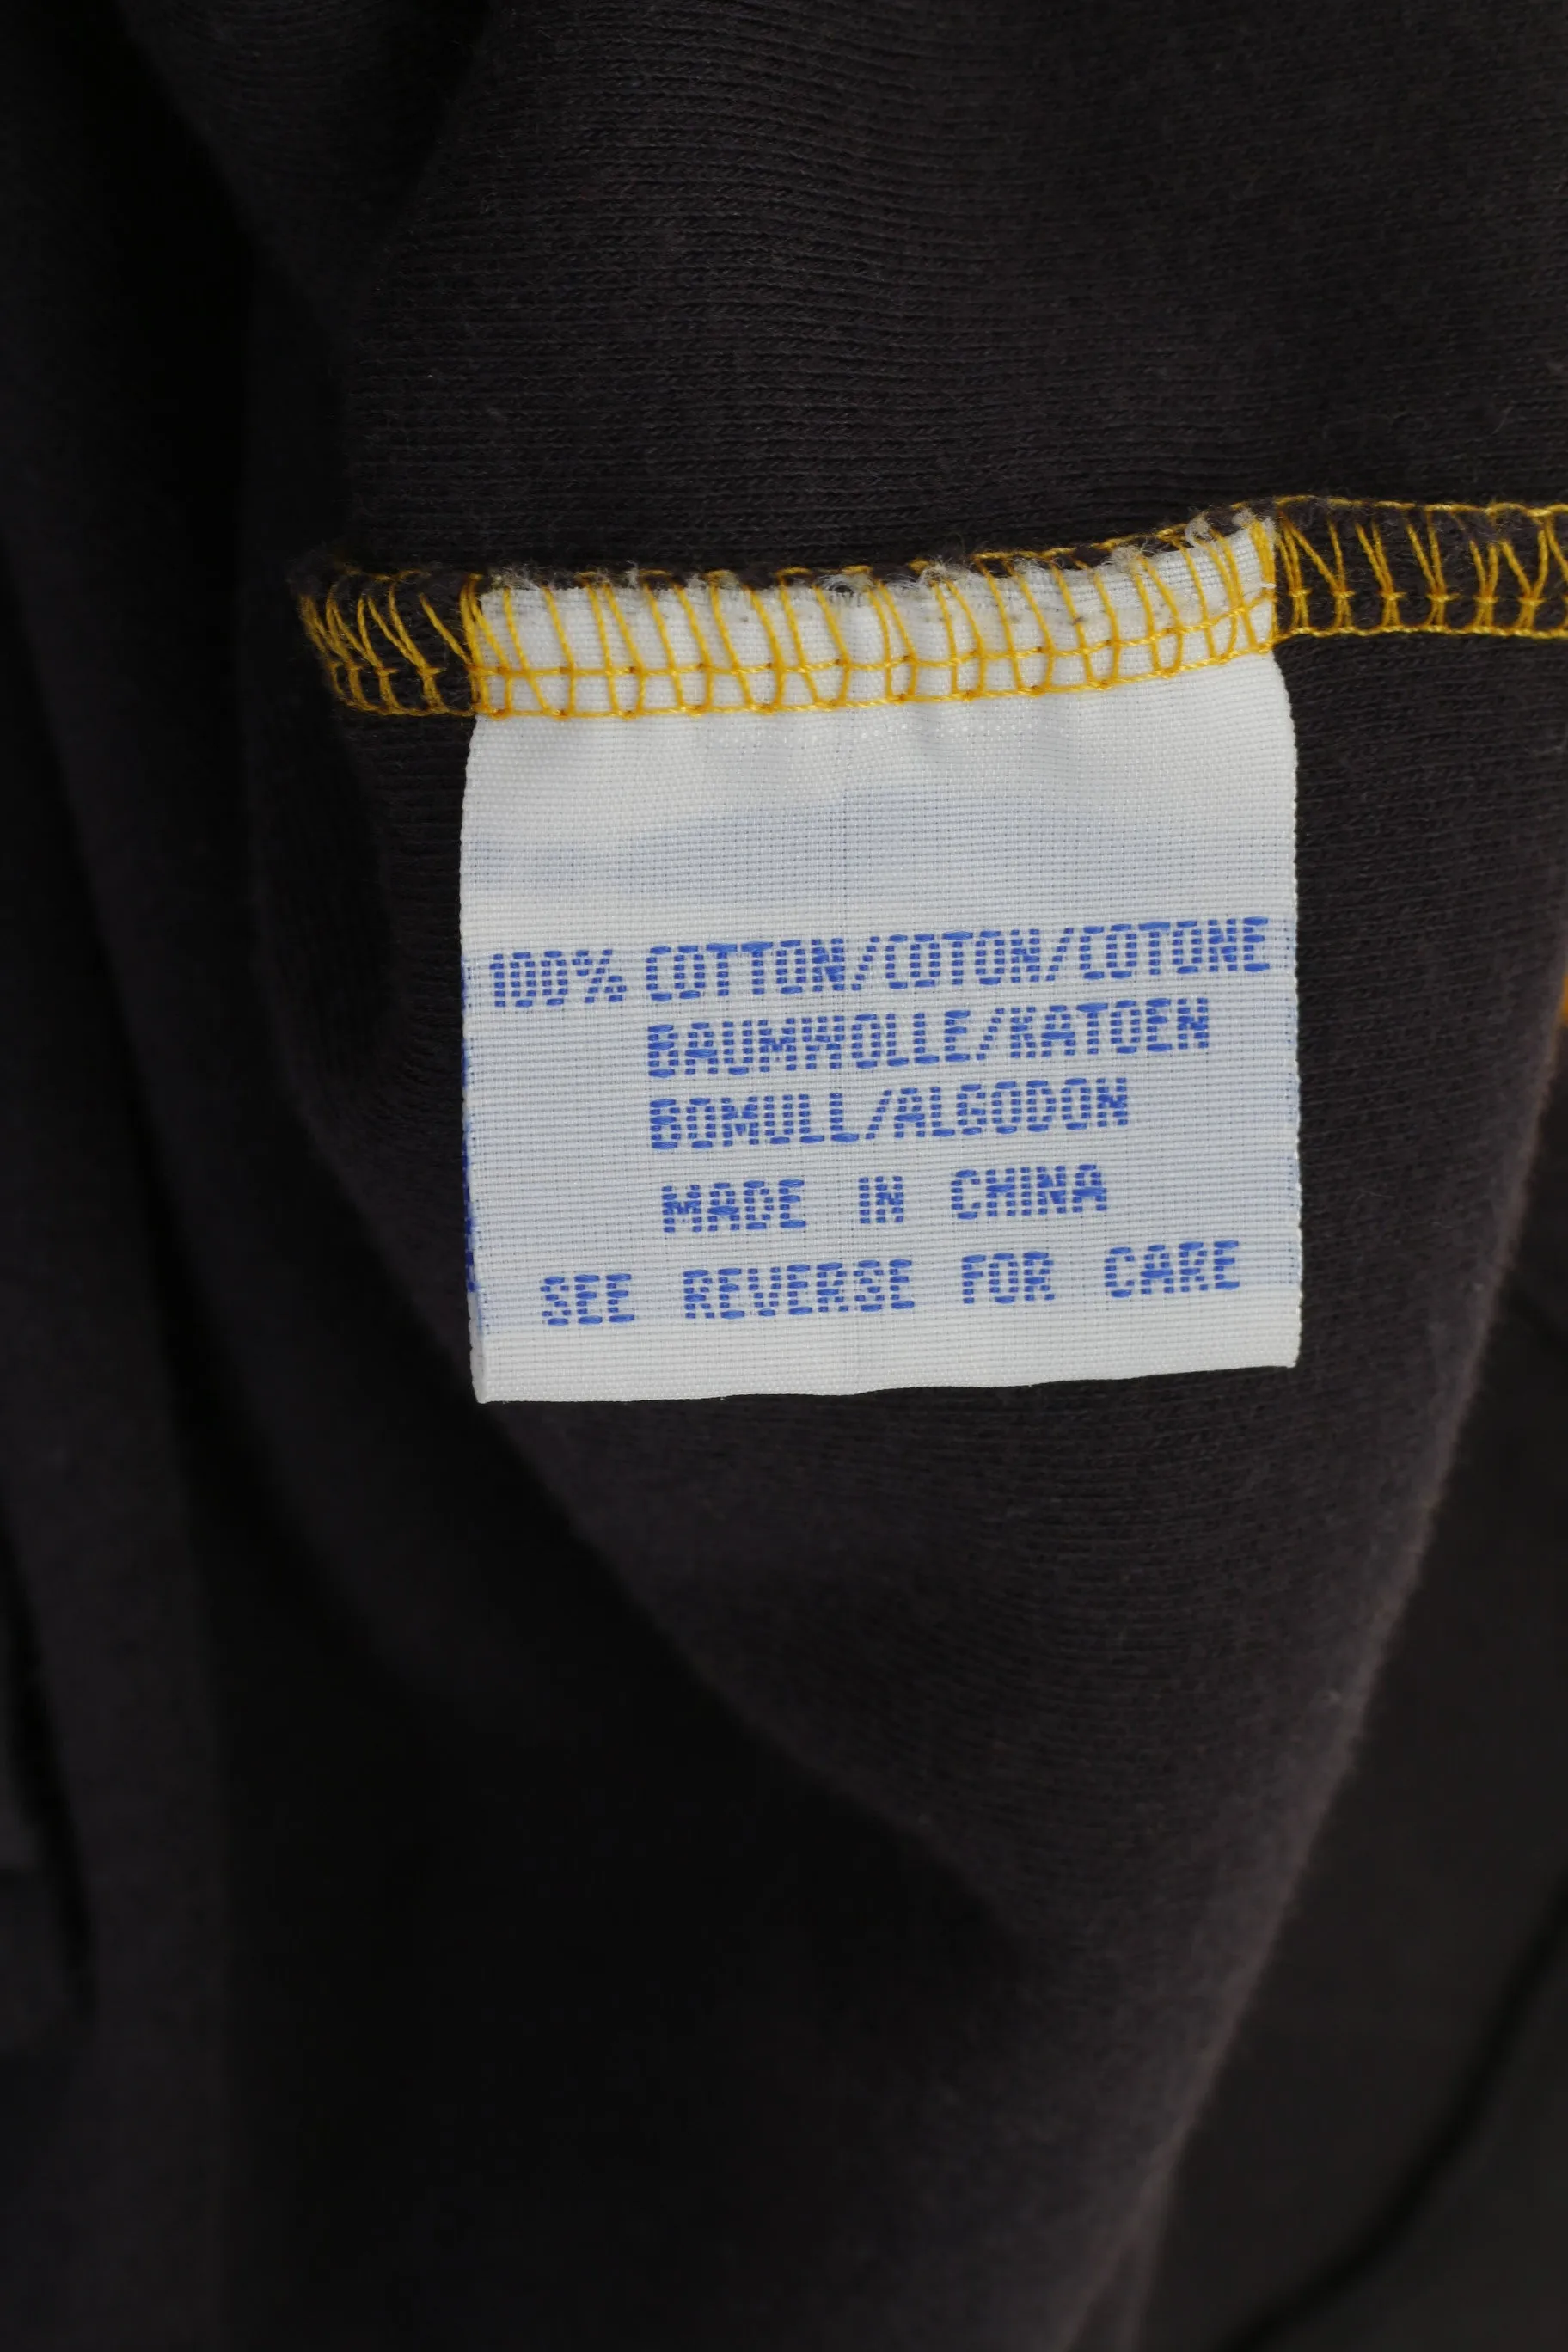 100% COTTON/COTON/COTONE
BAUMWOLLE/KATOEN
BOMULL/ALGODON
MADE IN CHINA
SEE REVERSE FOR CARE